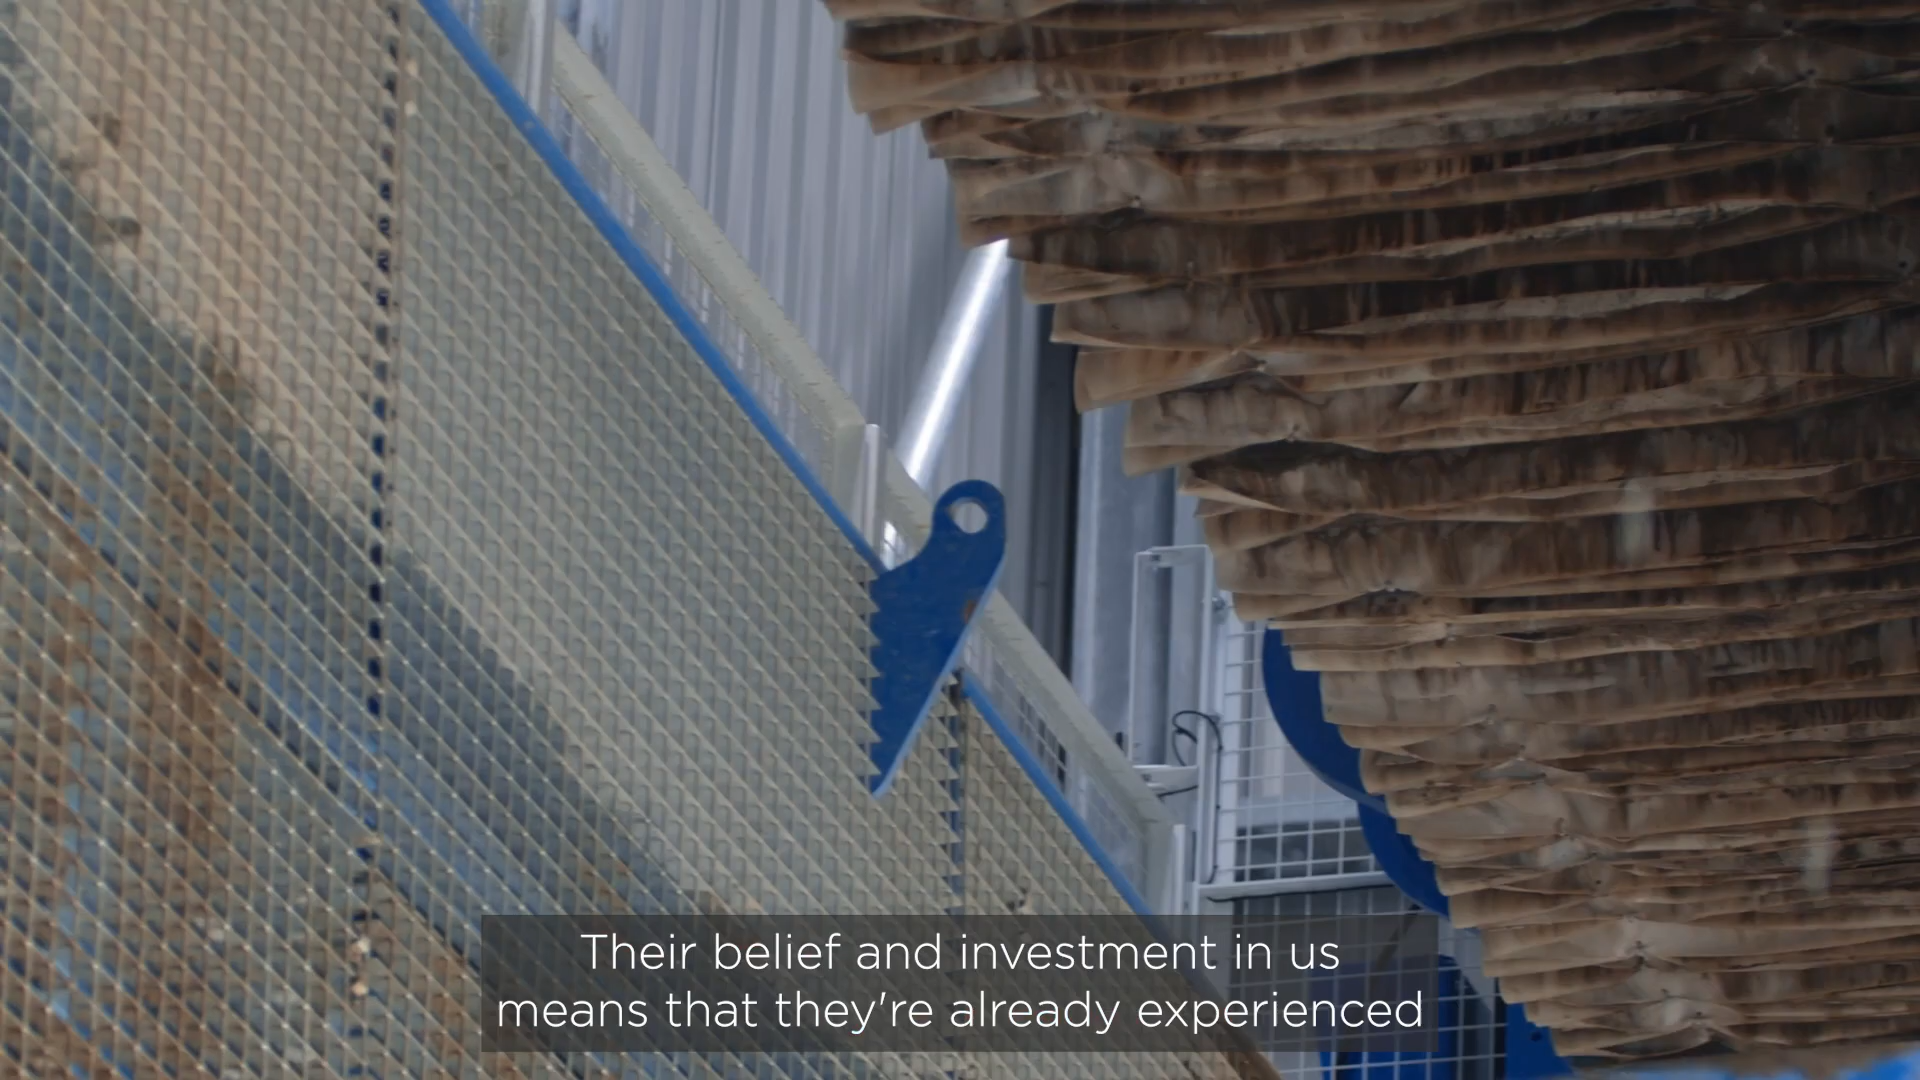 Their belief and investment in us
means that they're already experienced